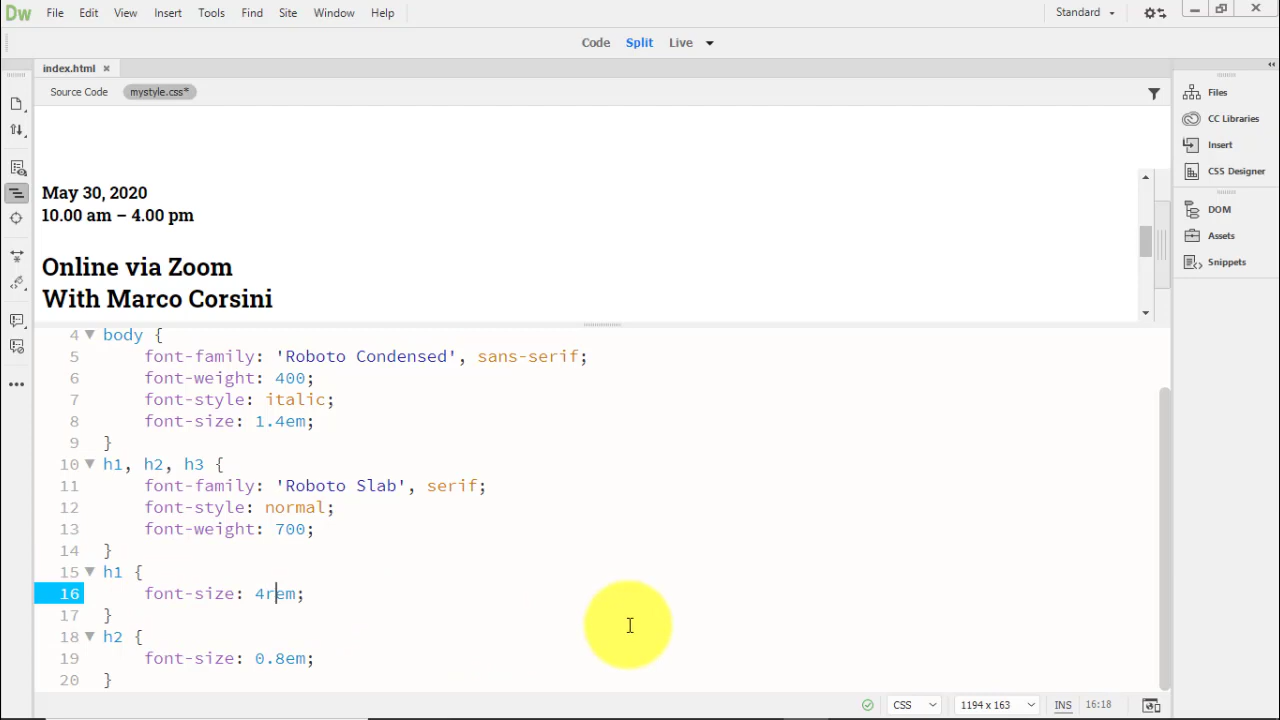 Dw File Edit View Insert Tools Find Site Window Help Standard
Code Split Live
index.html
Source Code mystyle.css*
May 30, 2020
10.00 am – 4.00 pm
Online via Zoom
With Marco Corsini
4 body {
5 font-family: 'Roboto Condensed', sans-serif;
6 font-weight: 400;
7 font-style: italic;
8 font-size: 1.4em;
9 }
10 h1, h2, h3 {
11 font-family: 'Roboto Slab', serif;
12 font-style: normal;
13 font-weight: 700;
14 }
15 h1 {
16 font-size: 4rem;
17 }
18 h2 {
19 font-size: 0.8em;
20 }
CSS 1194 x 163 INS 16:18
Files
CC Libraries
Insert
CSS Designer
DOM
Assets
Snippets